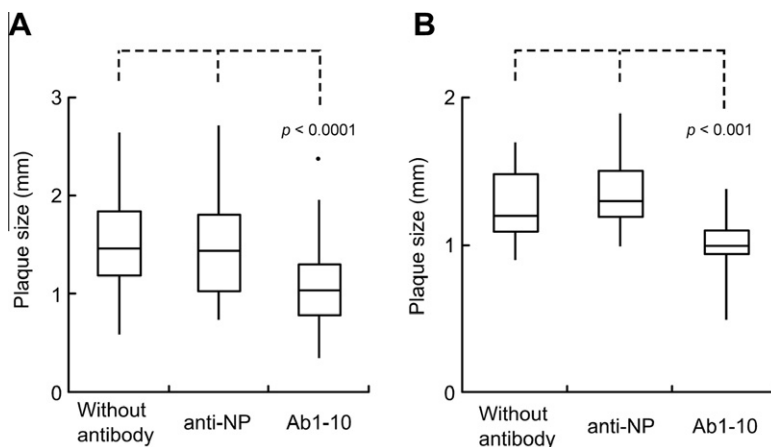 A
3
2
1
0
Plaque size (mm)
p < 0.0001
Without
antibody
anti-NP
Ab1-10
B
2
1
0
Plaque size (mm)
p < 0.001
Without
antibody
anti-NP
Ab1-10